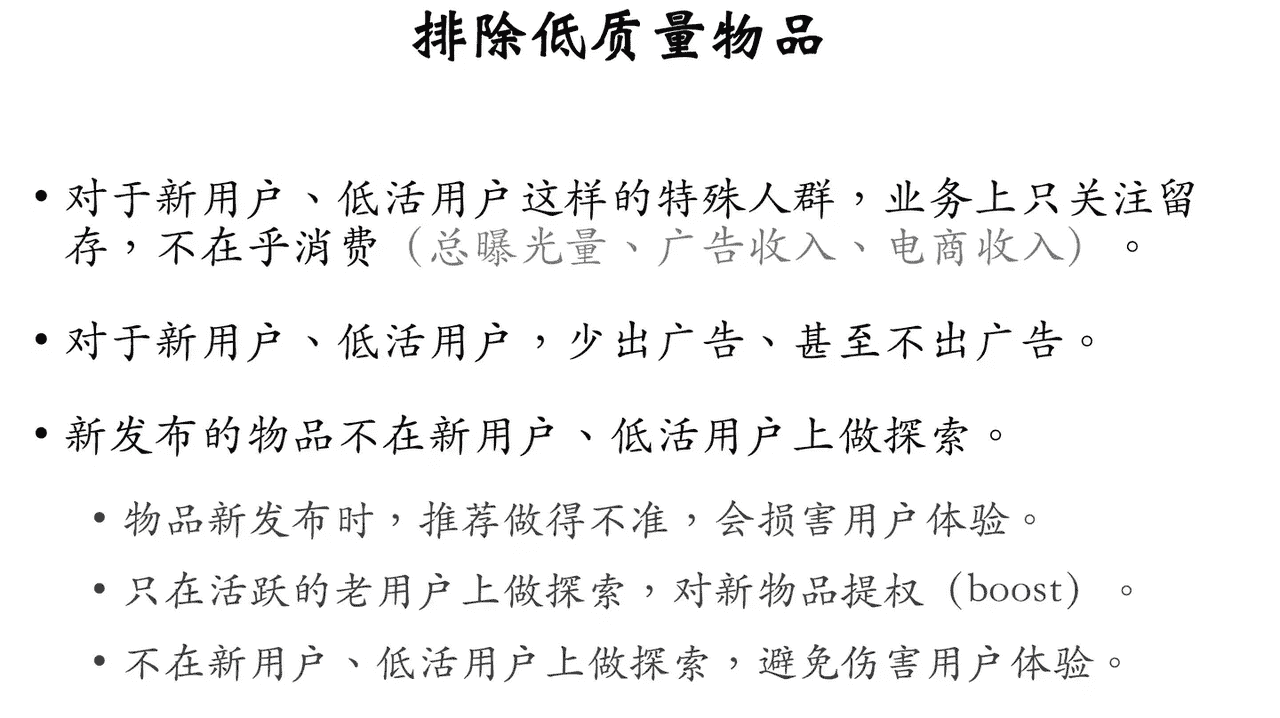 排除低质量物品
• 对于新用户、低活用户这样的特殊人群，业务上只关注留
存，不在乎消费（总曝光量、广告收入、电商收入）。
• 对于新用户、低活用户，少出广告、甚至不出广告。
• 新发布的物品不在新用户、低活用户上做探索。
• 物品新发布时，推荐做得不准，会损害用户体验。
• 只在活跃的老用户上做探索，对新物品提权（boost）。
• 不在新用户、低活用户上做探索，避免伤害用户体验。